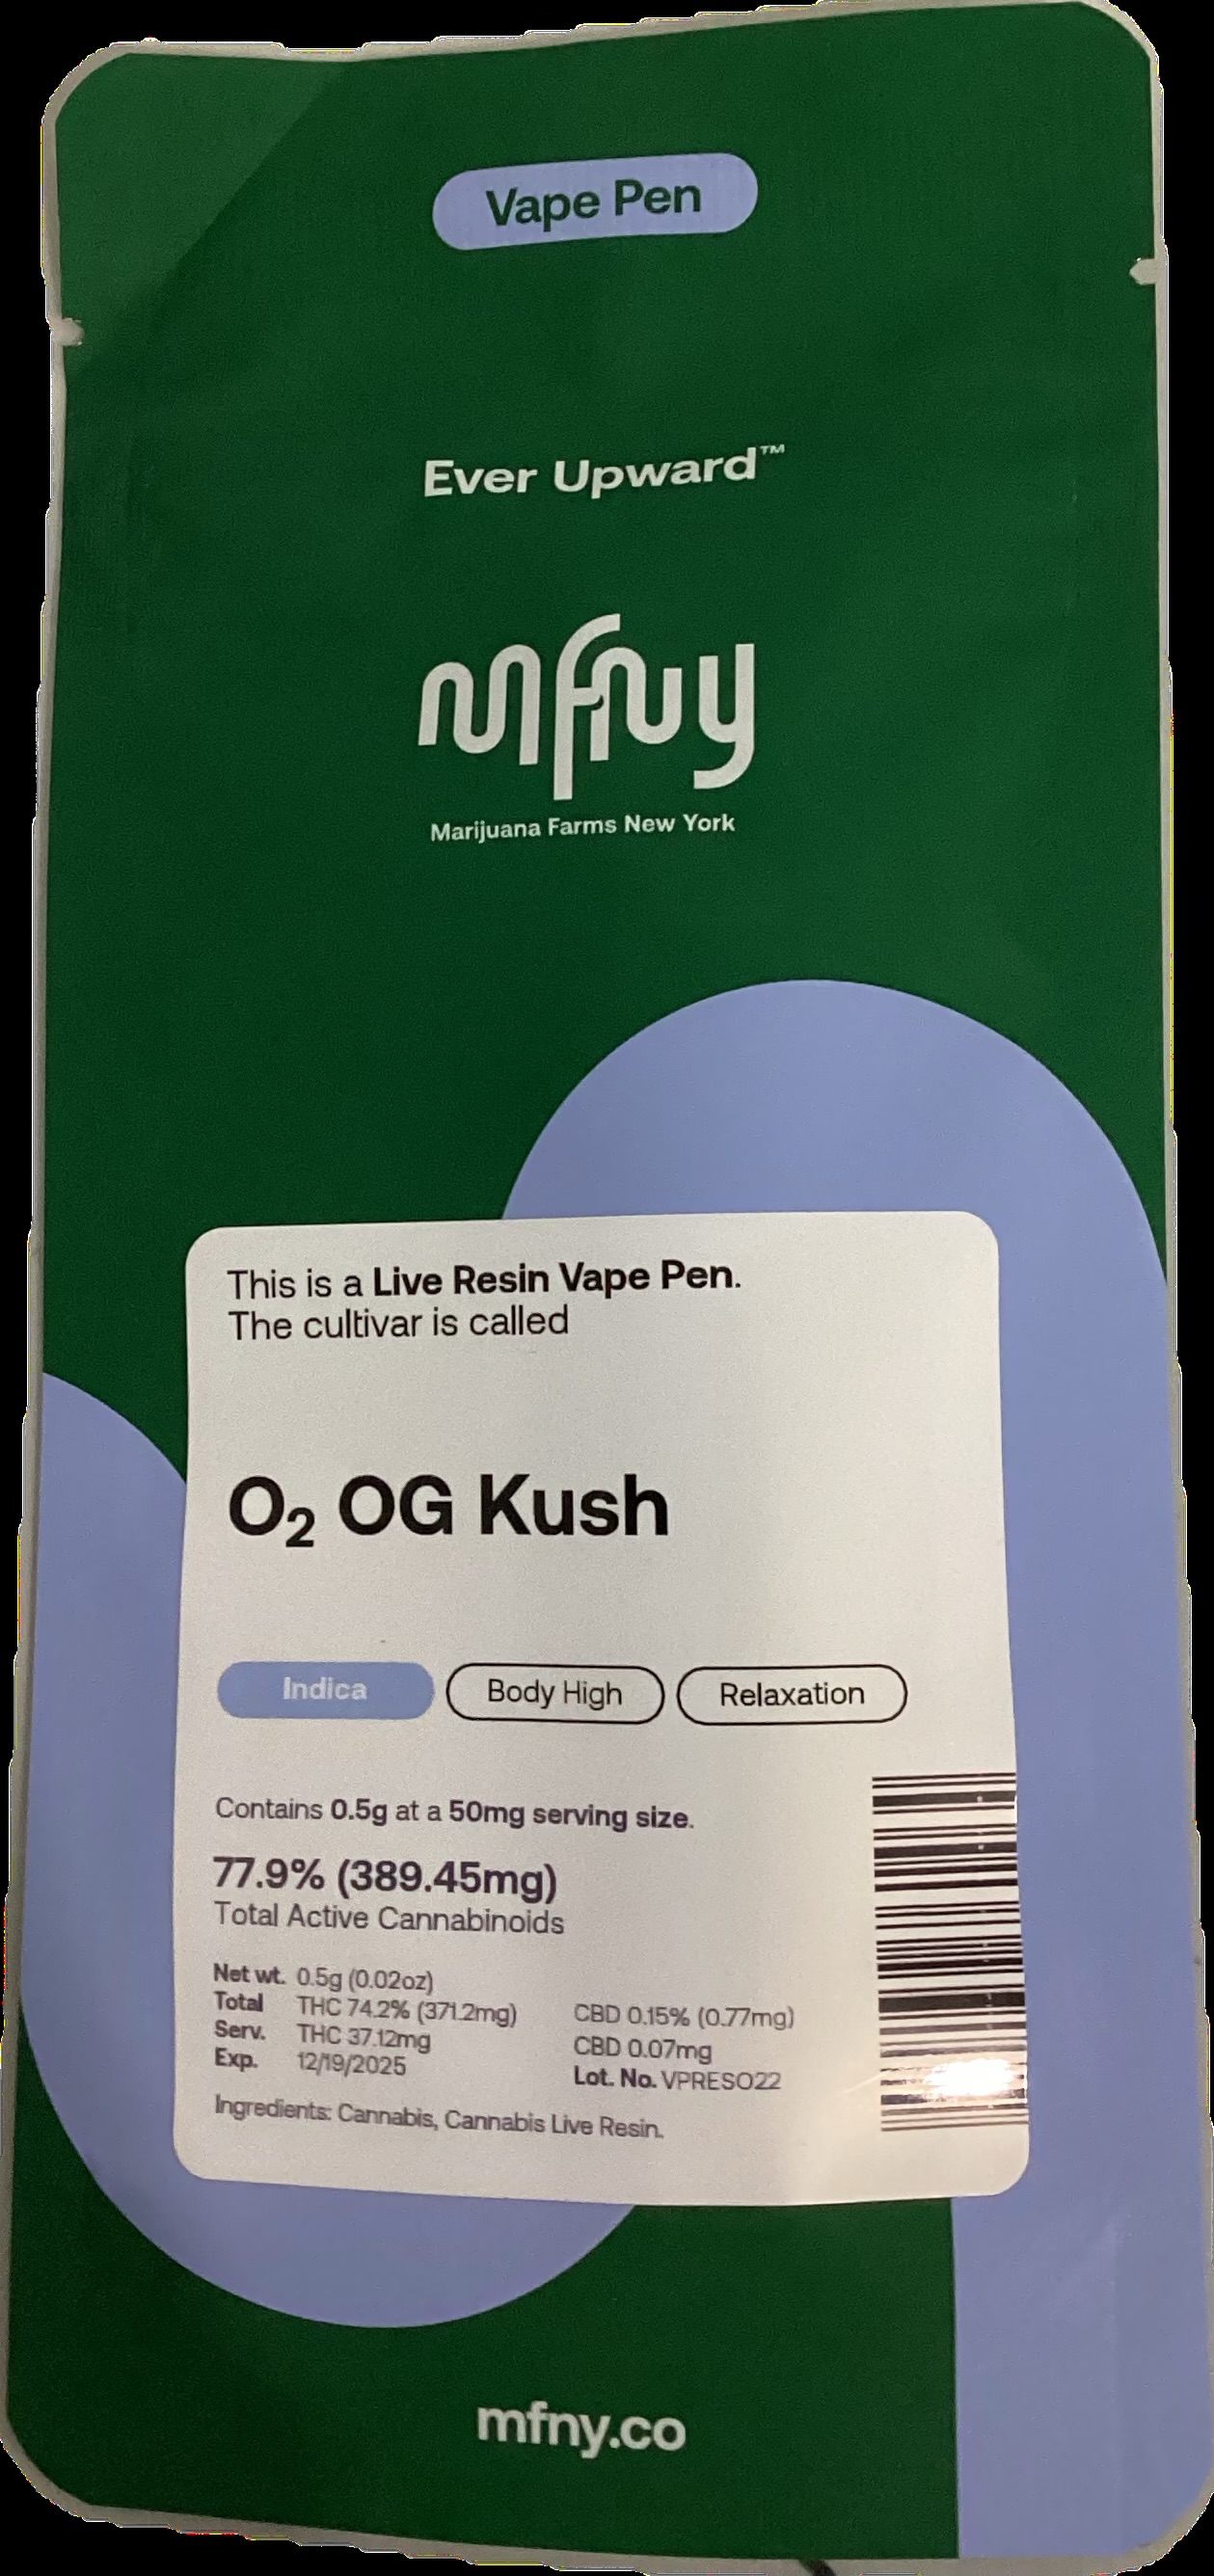 Vape Pen
Ever Upward™
mfny
Marijuana Farms New York
This is a Live Resin Vape Pen.
The cultivar is called
O₂ OG Kush
Indica Body High Relaxation
Contains 0.5g at a 50mg serving size.
77.9% (389.45mg)
Total Active Cannabinoids
Net wt. 0.5g (0.02oz)
Total THC 74.2% (371.2mg) CBD 0.15% (0.77mg)
Serv. THC 37.12mg CBD 0.07mg
Exp. 12/19/2025 Lot. No. VPRESO22
Ingredients: Cannabis, Cannabis Live Resin.
mfny.co